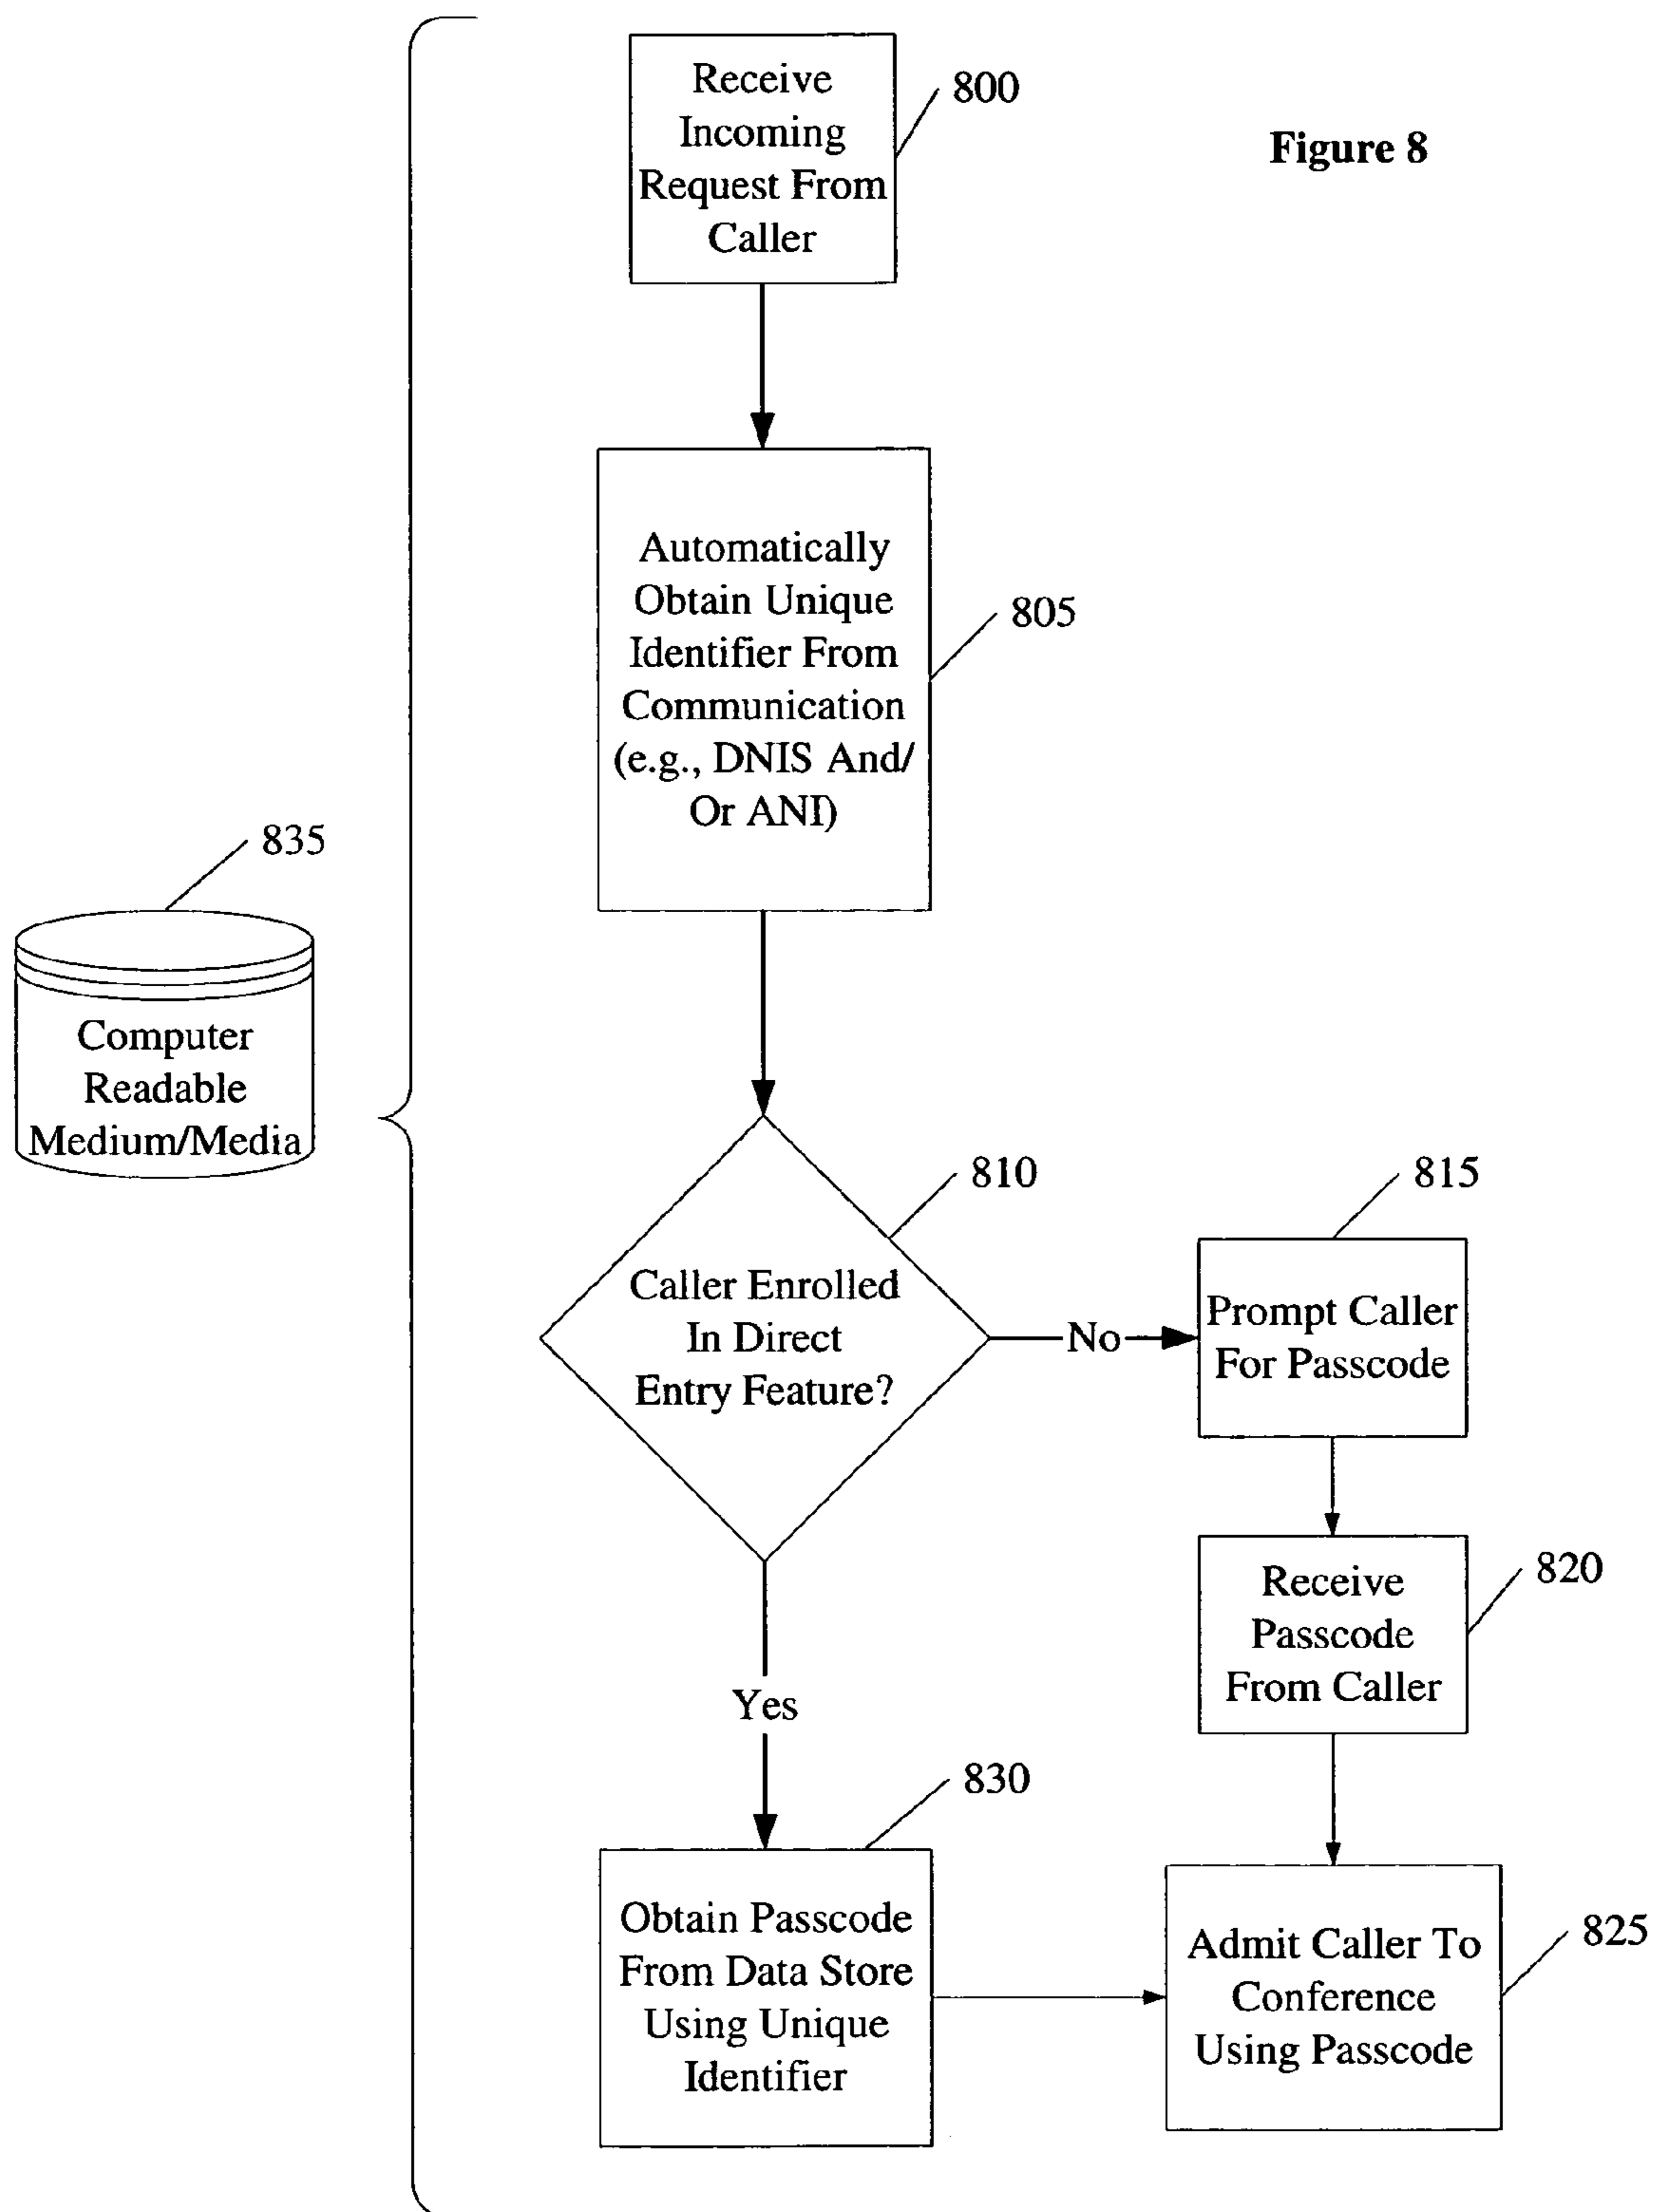 Receive
Incoming
Request From
Caller
800
Figure 8
Automatically
Obtain Unique
Identifier From
Communication
(e.g., DNIS And/
Or ANI)
805
835
Computer
Readable
Medium/Media
810
Caller Enrolled
In Direct
Entry Feature?
No
815
Prompt Caller
For Passcode
820
Receive
Passcode
From Caller
Yes
830
Obtain Passcode
From Data Store
Using Unique
Identifier
825
Admit Caller To
Conference
Using Passcode